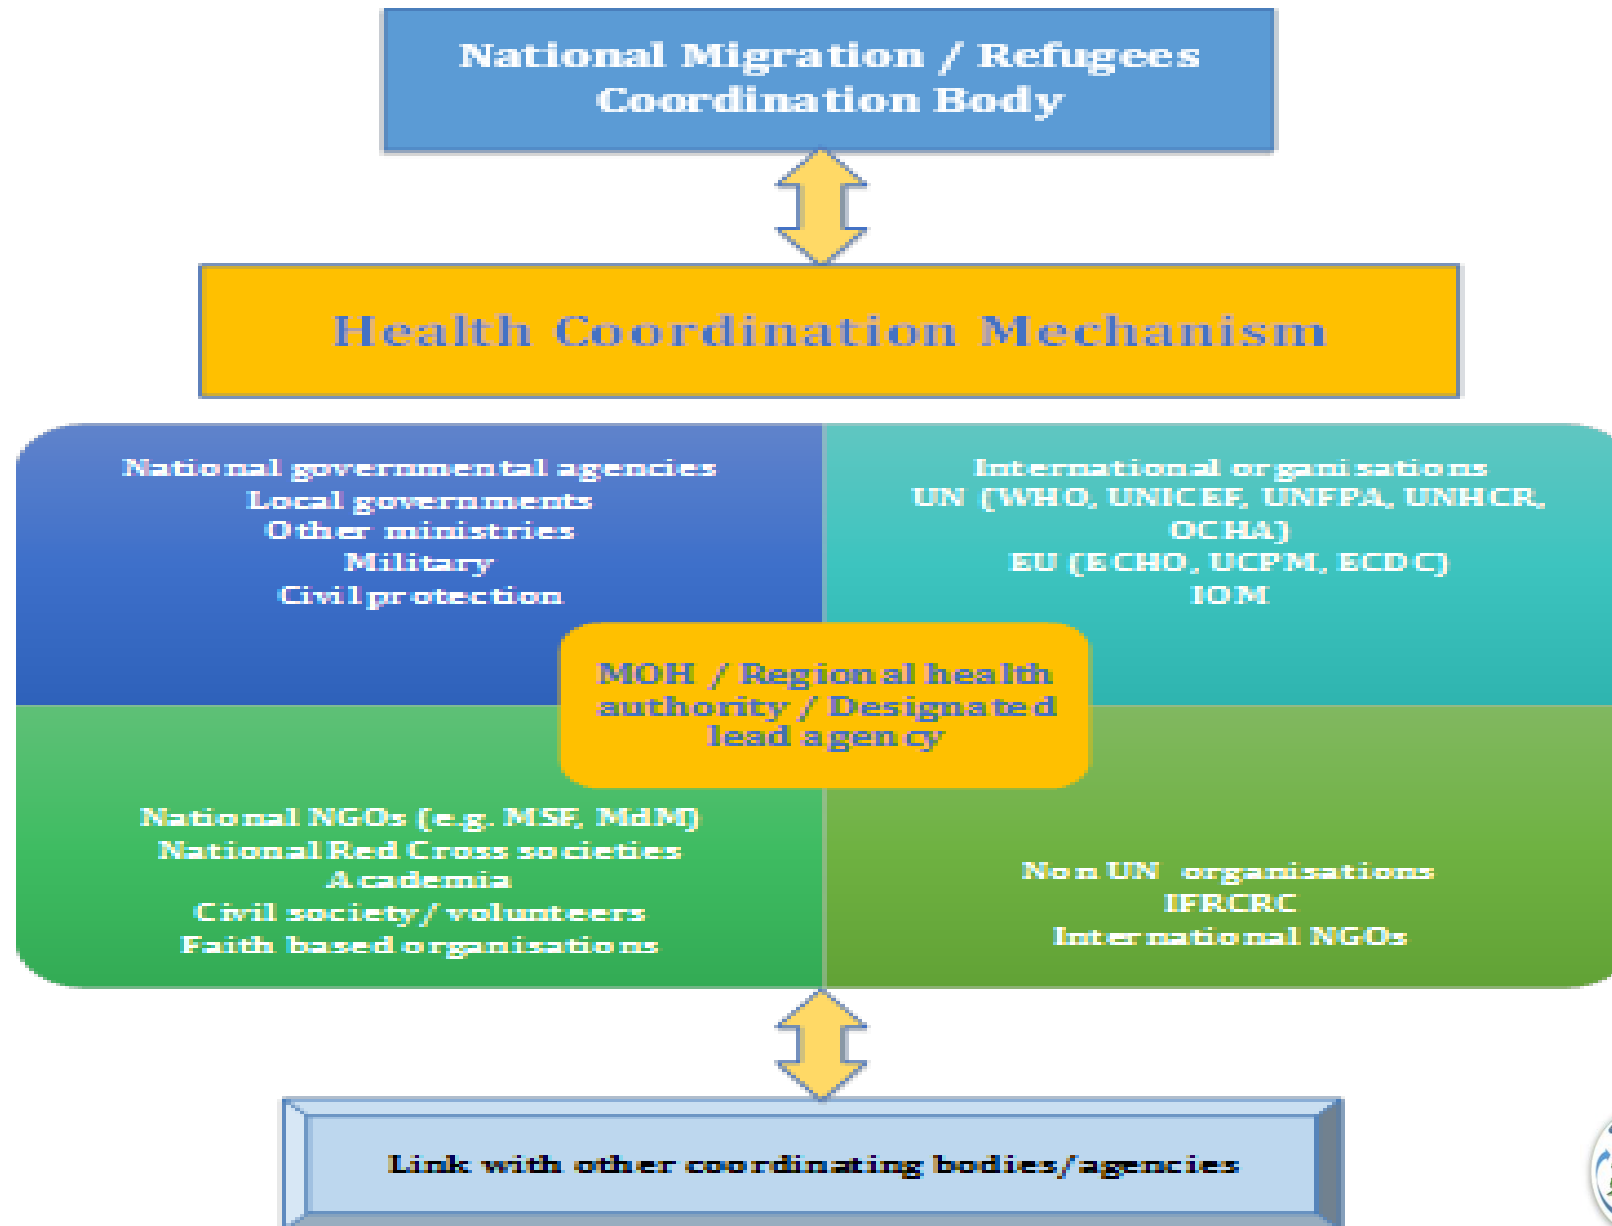 National Migration / Refugees
Coordination Body
Health Coordination Mechanism
National governmental agencies
Local governments
Other ministries
Military
Civil protection
International organisations
UN (WHO, UNICEF, UNFPA, UNHCR,
OCHA)
EU (ECHO, UCPM, ECDC)
IOM
MOH / Regional health
authority / Designated
lead agency
National NGOs (e.g. MSF, MdM)
National Red Cross societies
Academia
Civil society/ volunteers
Faith based organisations
Non UN organisations
IFRCRC
International NGOs
Link with other coordinating bodies/agencies